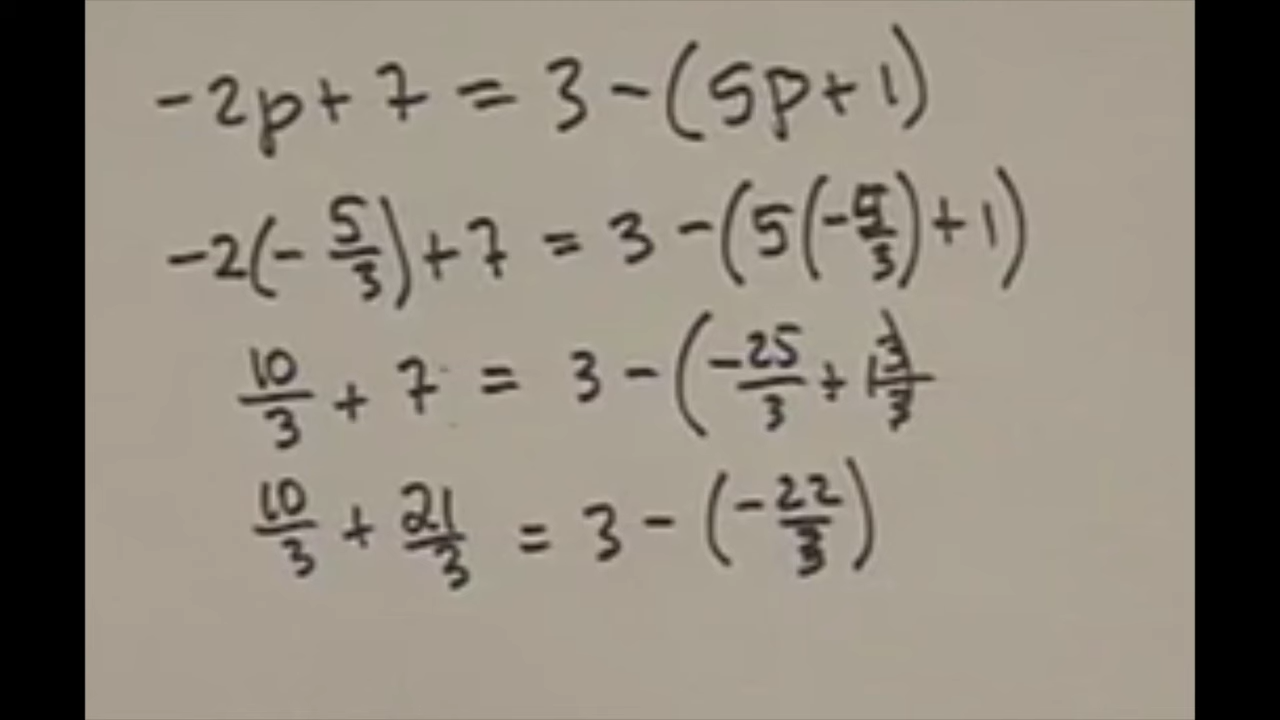 -2p+7 = 3-(5p+1)
-2(-5/3)+7 = 3-(5(-5/3)+1)
10/3 + 7 = 3-(-25/3 + 3/3
10/3 + 21/3 = 3-(-22/3)